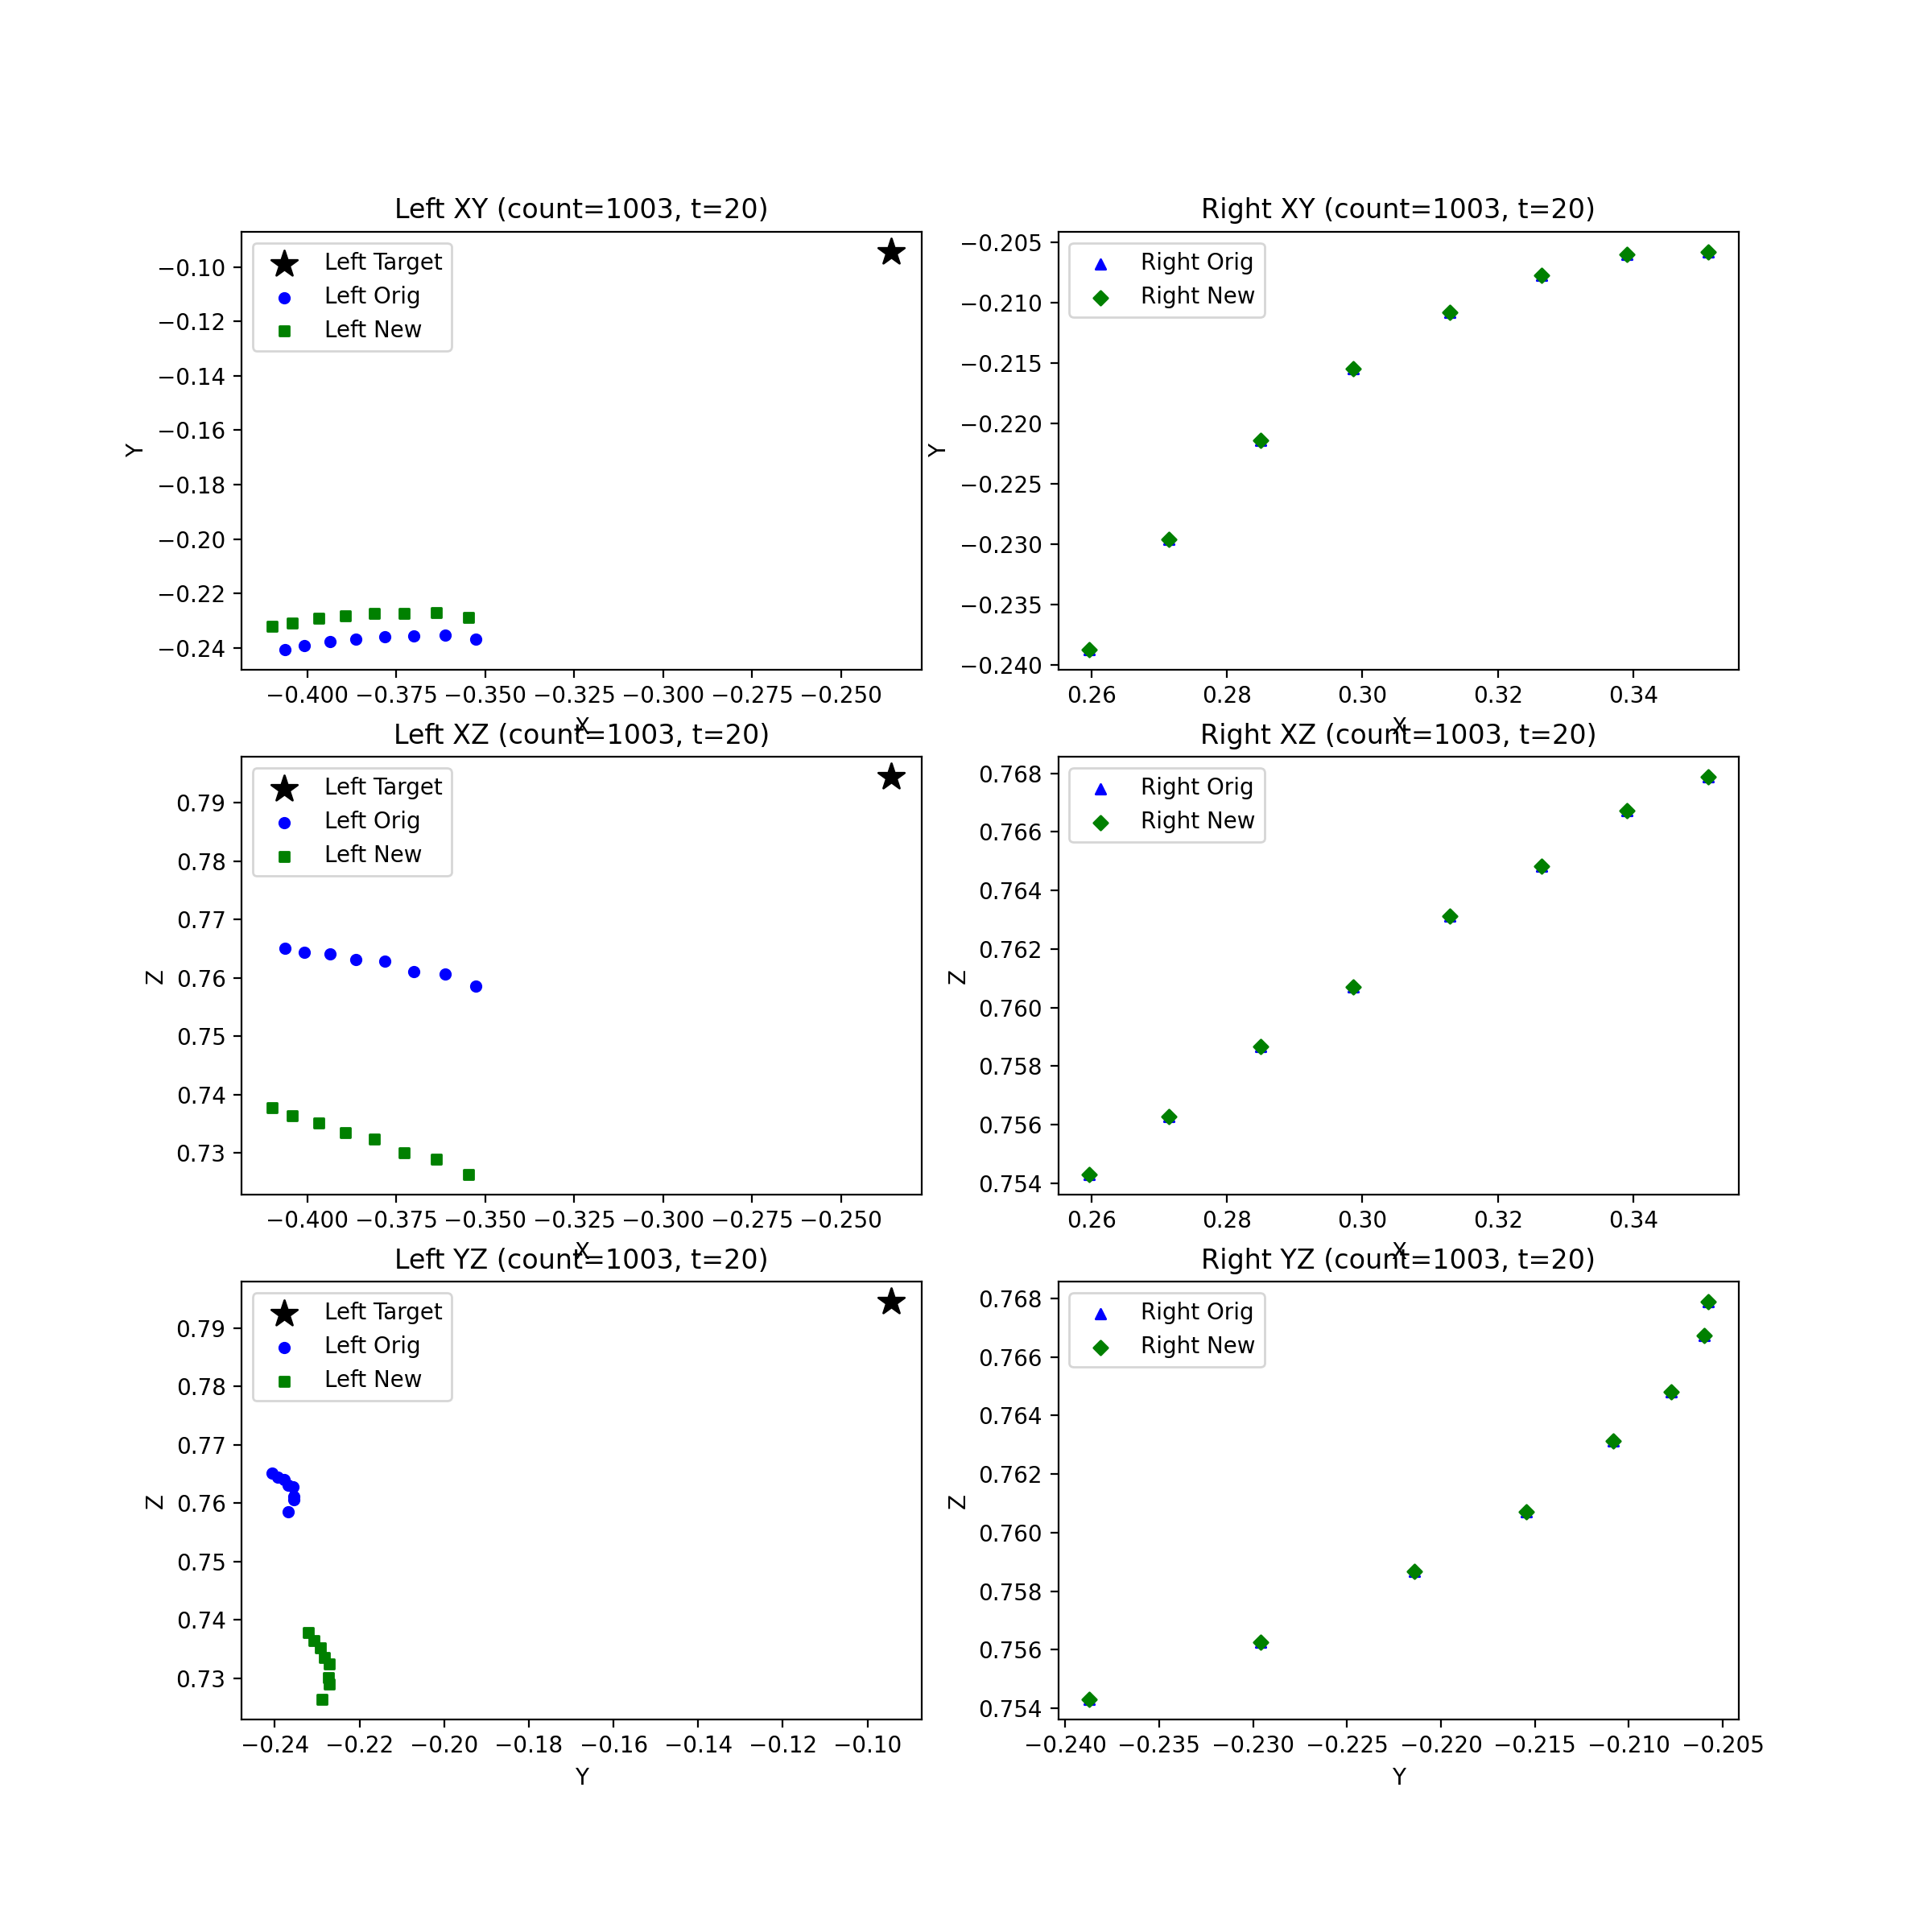 Left XY (count=1003, t=20)
Left Target
Left Orig
Left New
−0.10
−0.12
−0.14
−0.16
−0.18
−0.20
−0.22
−0.24
Y
−0.400 −0.375 −0.350 −0.325 −0.300 −0.275 −0.250
X
Right XY (count=1003, t=20)
Right Orig
Right New
−0.205
−0.210
−0.215
−0.220
−0.225
−0.230
−0.235
−0.240
Y
0.26 0.28 0.30 0.32 0.34
X
Left XZ (count=1003, t=20)
Left Target
Left Orig
Left New
0.79
0.78
0.77
0.76
0.75
0.74
0.73
Z
−0.400 −0.375 −0.350 −0.325 −0.300 −0.275 −0.250
X
Right XZ (count=1003, t=20)
Right Orig
Right New
0.768
0.766
0.764
0.762
0.760
0.758
0.756
0.754
Z
0.26 0.28 0.30 0.32 0.34
X
Left YZ (count=1003, t=20)
Left Target
Left Orig
Left New
0.79
0.78
0.77
0.76
0.75
0.74
0.73
Z
−0.24 −0.22 −0.20 −0.18 −0.16 −0.14 −0.12 −0.10
Y
Right YZ (count=1003, t=20)
Right Orig
Right New
0.768
0.766
0.764
0.762
0.760
0.758
0.756
0.754
Z
−0.240 −0.235 −0.230 −0.225 −0.220 −0.215 −0.210 −0.205
Y